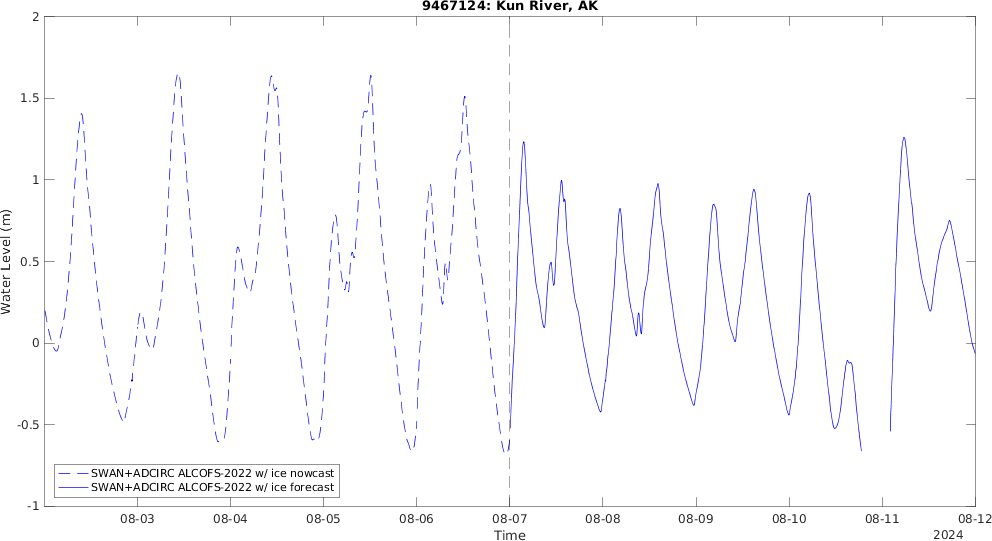 9467124: Kun River, AK
2
1.5
1
0.5
0
-0.5
-1
Water Level (m)
SWAN+ADCIRC ALCOFS-2022 w/ ice nowcast
SWAN+ADCIRC ALCOFS-2022 w/ ice forecast
08-03 08-04 08-05 08-06 08-07 08-08 08-09 08-10 08-11 08-12
Time
2024